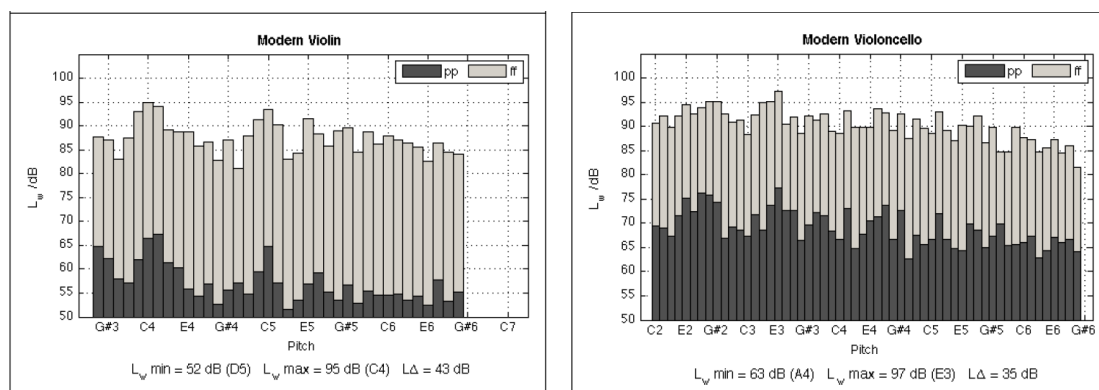 Modern Violin
pp ff
100
95
90
85
80
75
70
65
60
55
50
L_w /dB
G#3 C4 E4 G#4 C5 E5 G#5 C6 E6 G#6 C7
Pitch
L_w min = 52 dB (D5) L_w max = 95 dB (C4) LΔ = 43 dB
Modern Violoncello
pp ff
100
95
90
85
80
75
70
65
60
55
50
L_w /dB
C2 E2 G#2 C3 E3 G#3 C4 E4 G#4 C5 E5 G#5 C6 E6 G#6
Pitch
L_w min = 63 dB (A4) L_w max = 97 dB (E3) LΔ = 35 dB